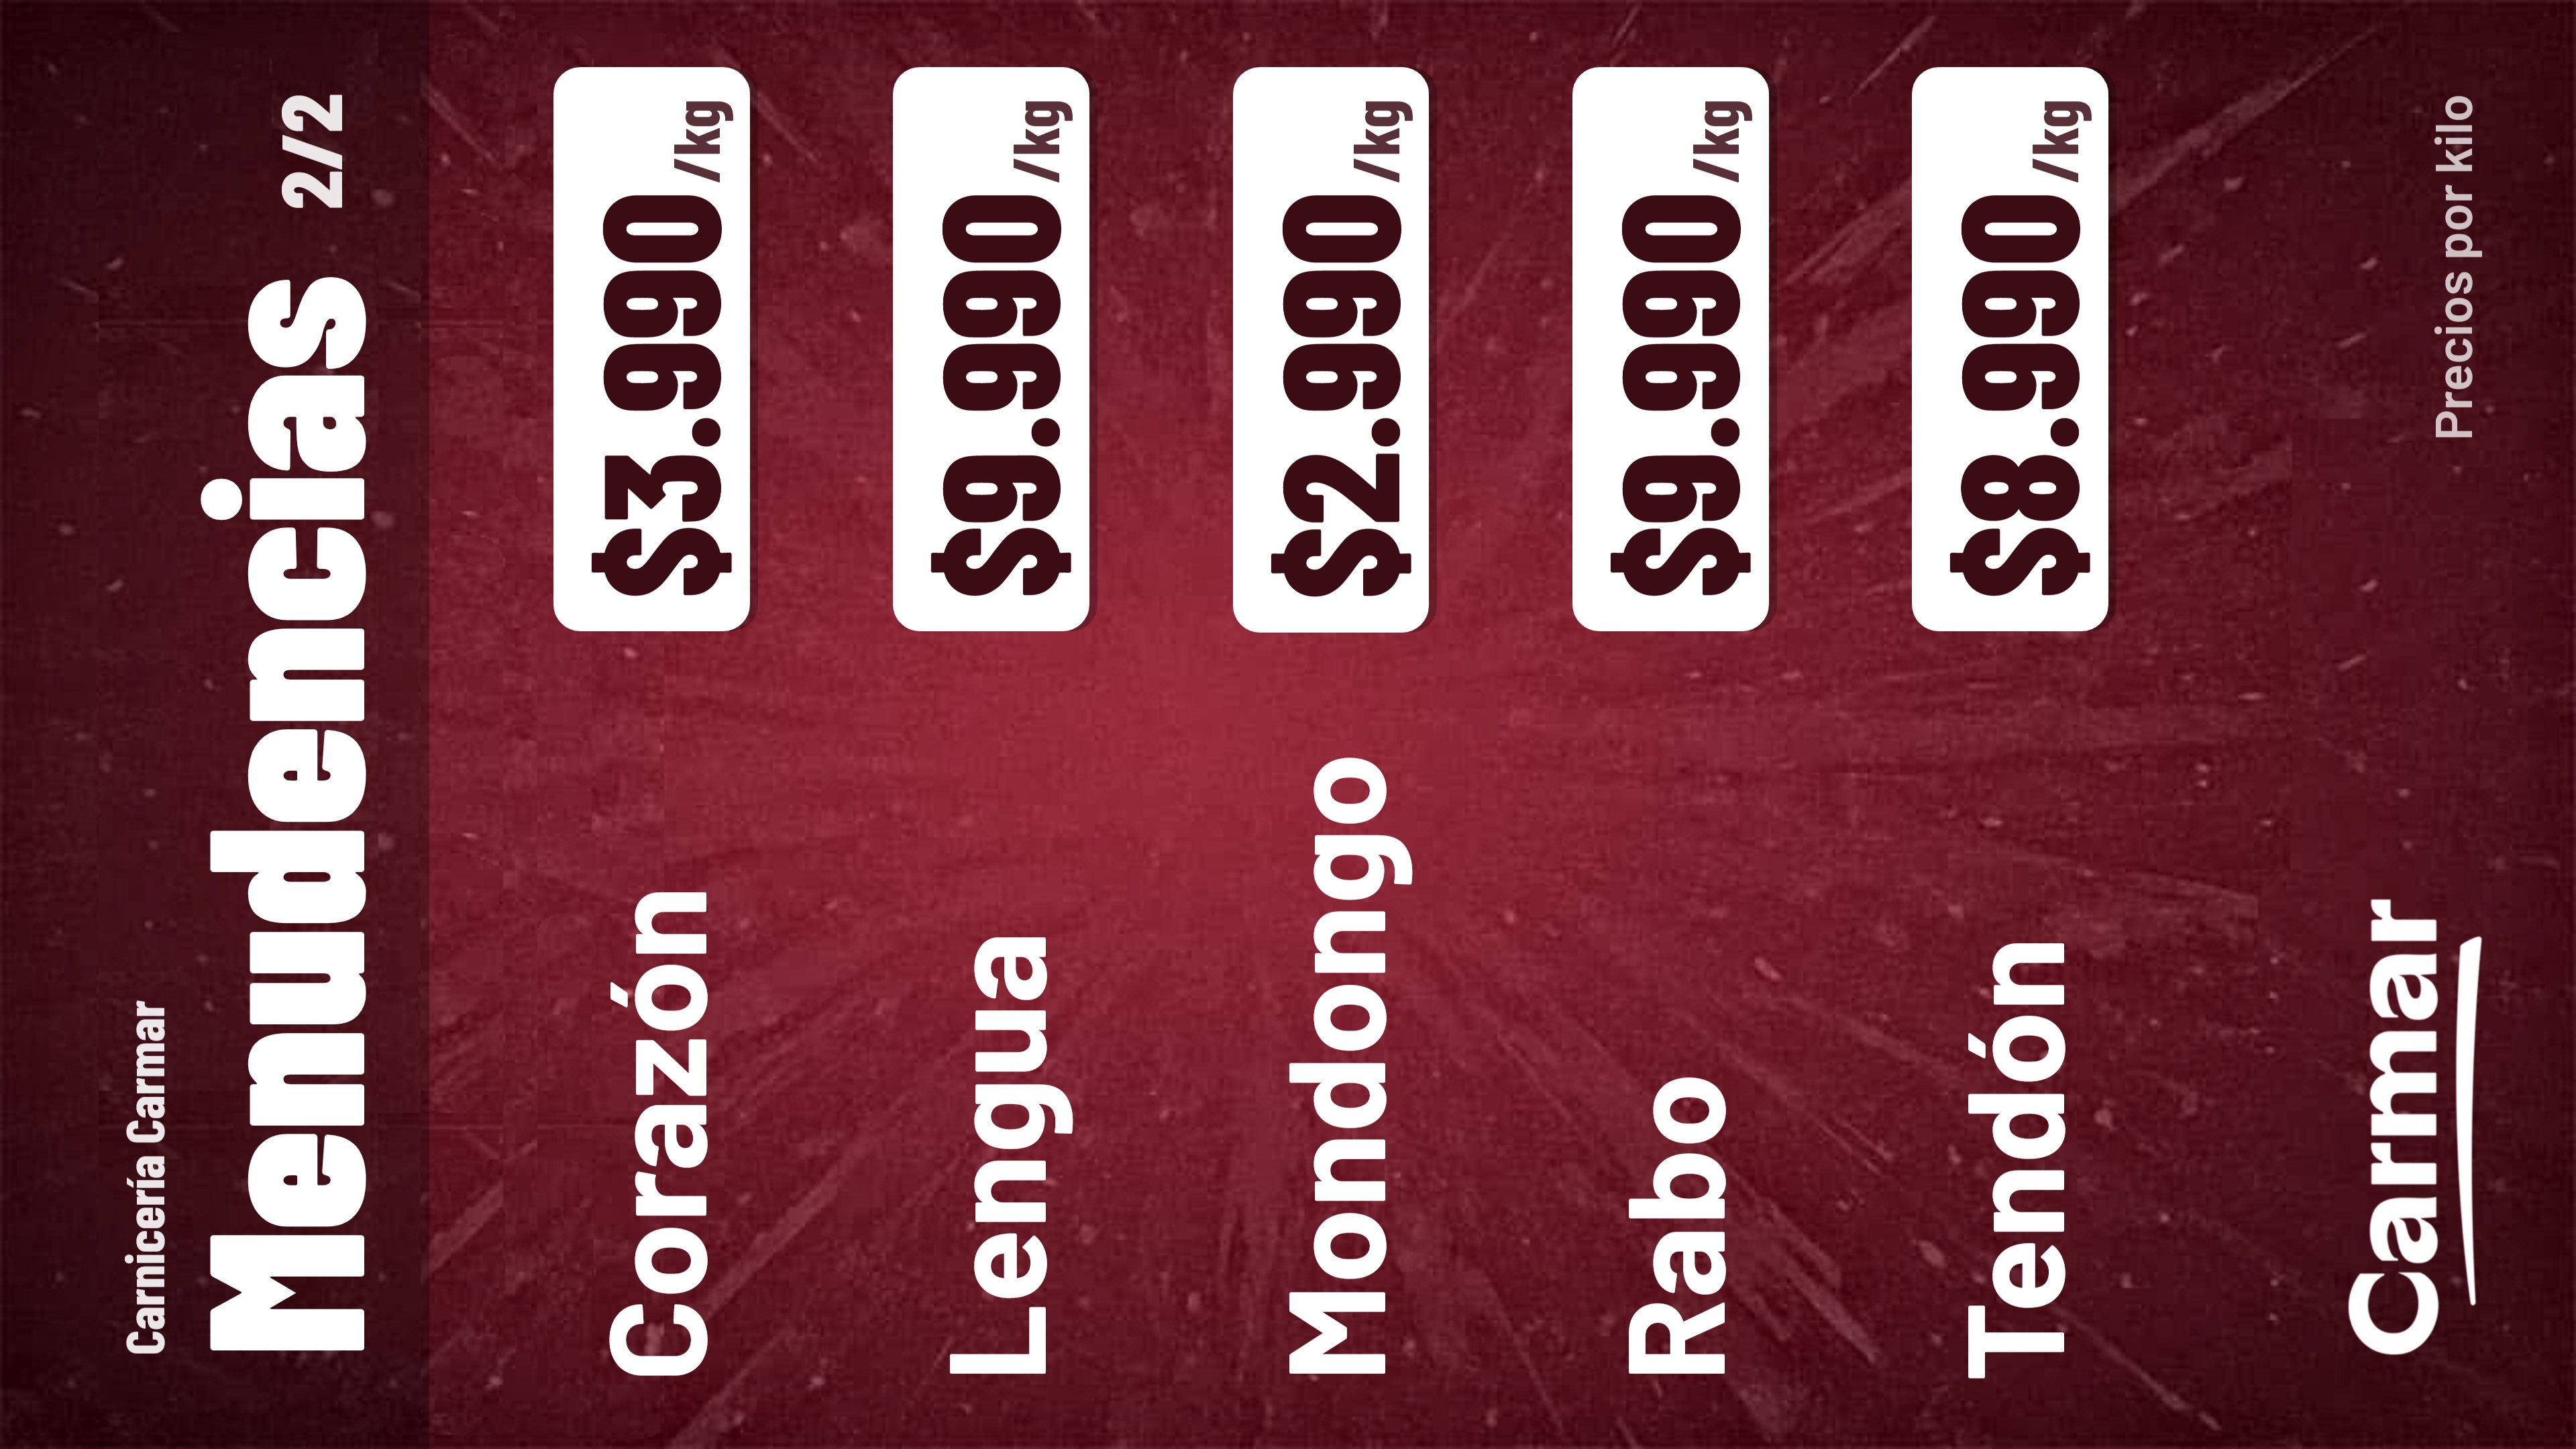 Carnicería Carmar
Menudencias 2/2
Corazón $3.990/kg
Lengua $9.990/kg
Mondongo $2.990/kg
Rabo $9.990/kg
Tendón $8.990/kg
Carmar
Precios por kilo